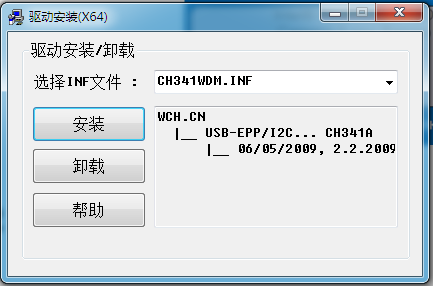 驱动安装(X64)
驱动安装/卸载
选择INF文件 : CH341WDM.INF
安装
卸载
帮助
WCH.CN
|__ USB-EPP/I2C... CH341A
|__ 06/05/2009, 2.2.2009